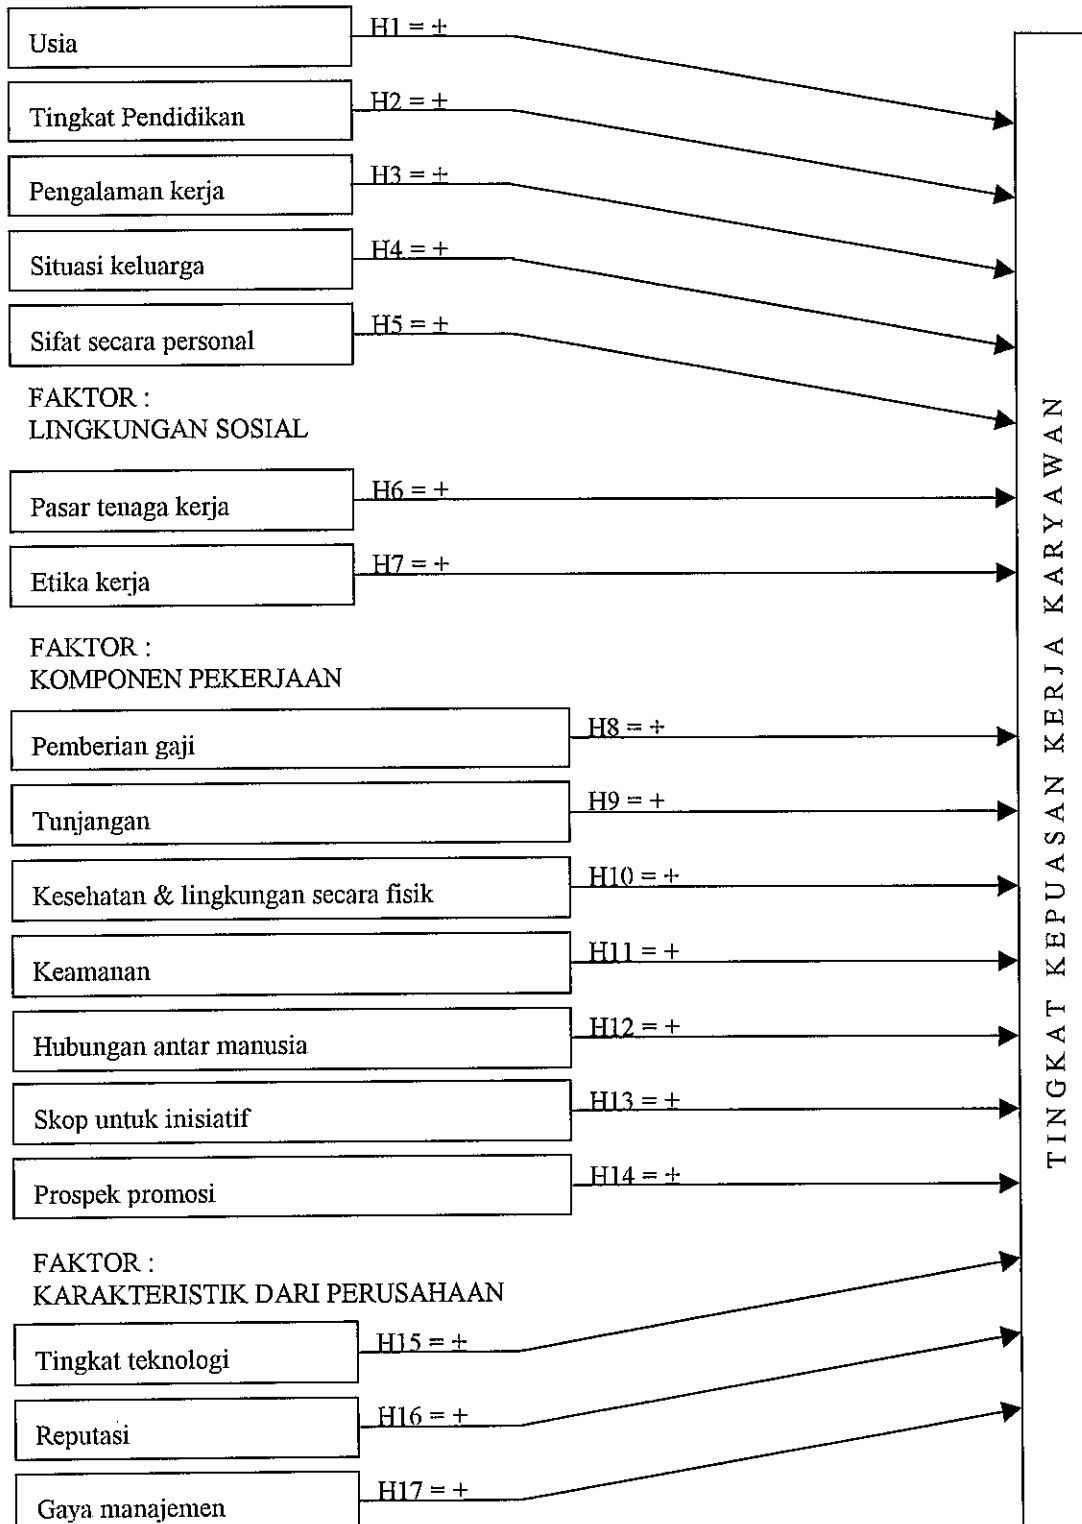 Usia
H1 = +
Tingkat Pendidikan
H2 = +
Pengalaman kerja
H3 = +
Situasi keluarga
H4 = +
Sifat secara personal
H5 = +
FAKTOR :
LINGKUNGAN SOSIAL
Pasar tenaga kerja
H6 = +
Etika kerja
H7 = +
FAKTOR :
KOMPONEN PEKERJAAN
Pemberian gaji
H8 = +
Tunjangan
H9 = +
Kesehatan & lingkungan secara fisik
H10 = +
Keamanan
H11 = +
Hubungan antar manusia
H12 = +
Skop untuk inisiatif
H13 = +
Prospek promosi
H14 = +
FAKTOR :
KARAKTERISTIK DARI PERUSAHAAN
Tingkat teknologi
H15 = +
Reputasi
H16 = +
Gaya manajemen
H17 = +
TINGKAT KEPUASAN KERJA KARYAWAN